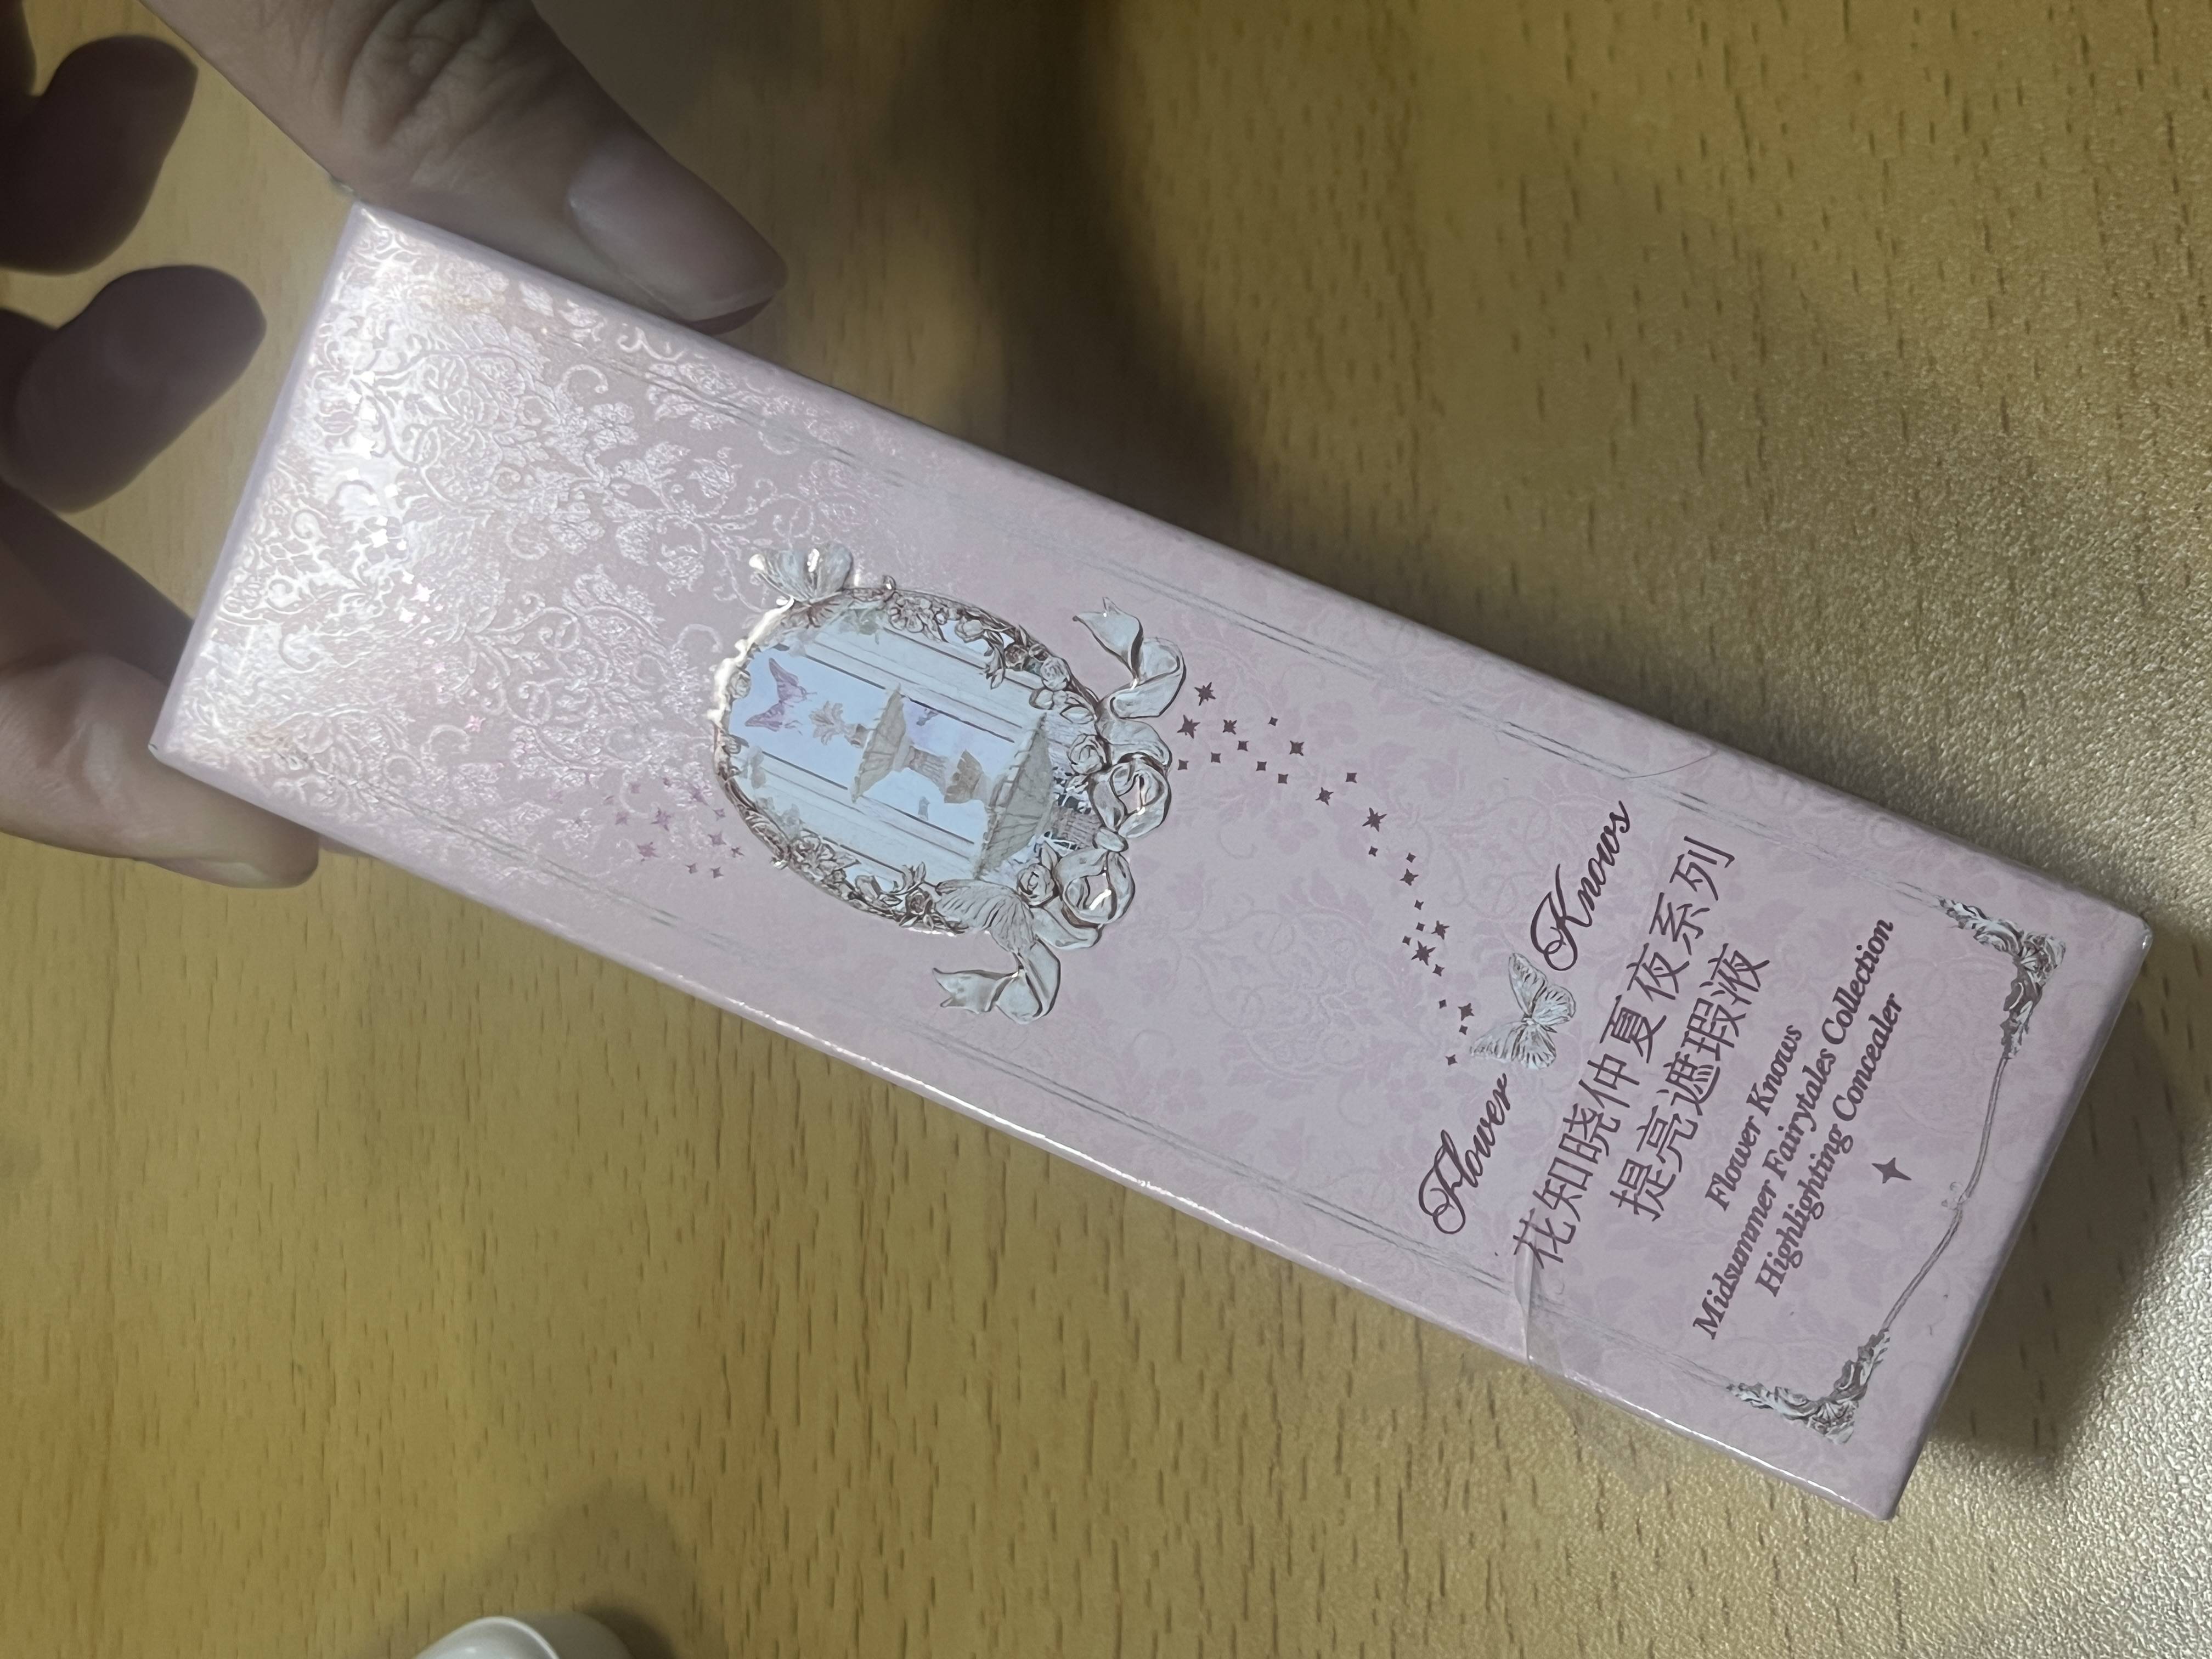 Flower Knows
花知晓仲夏夜系列
提亮遮瑕液
Flower Knows
Midsummer Fairytales Collection
Highlighting Concealer